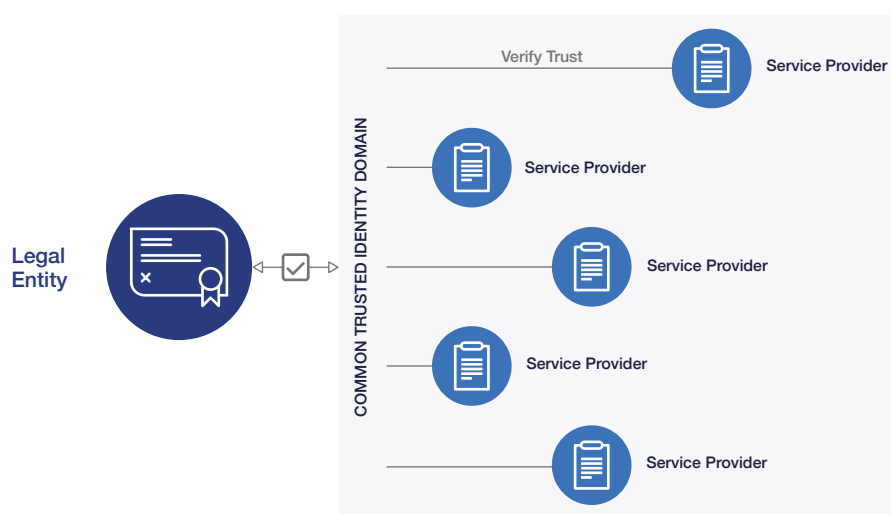 Verify Trust
Service Provider
Service Provider
Legal
Entity
COMMON TRUSTED IDENTITY DOMAIN
Service Provider
Service Provider
Service Provider